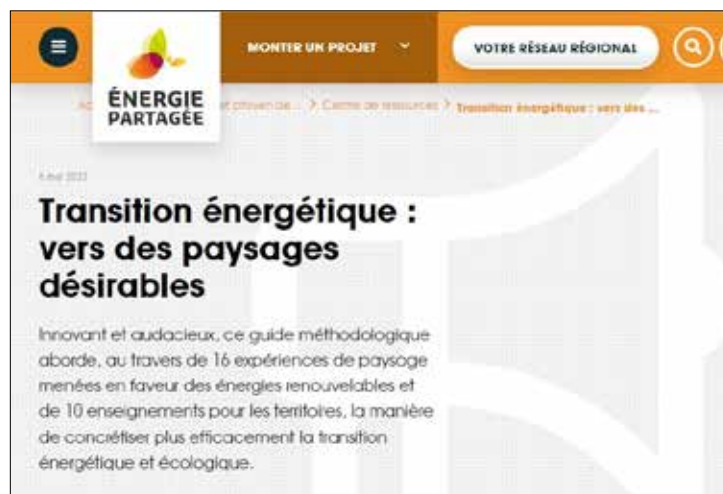 MONTER UN PROJET
VOTRE RÉSEAU RÉGIONAL
ÉNERGIE
PARTAGÉE
> Centre de ressources > Transition énergétique : vers des ...
Transition énergétique :
vers des paysages
désirables
Innovant et audacieux, ce guide méthodologique
aborde, au travers de 16 expériences de paysage
menées en faveur des énergies renouvelables et
de 10 enseignements pour les territoires, la manière
de concrétiser plus efficacement la transition
énergétique et écologique.